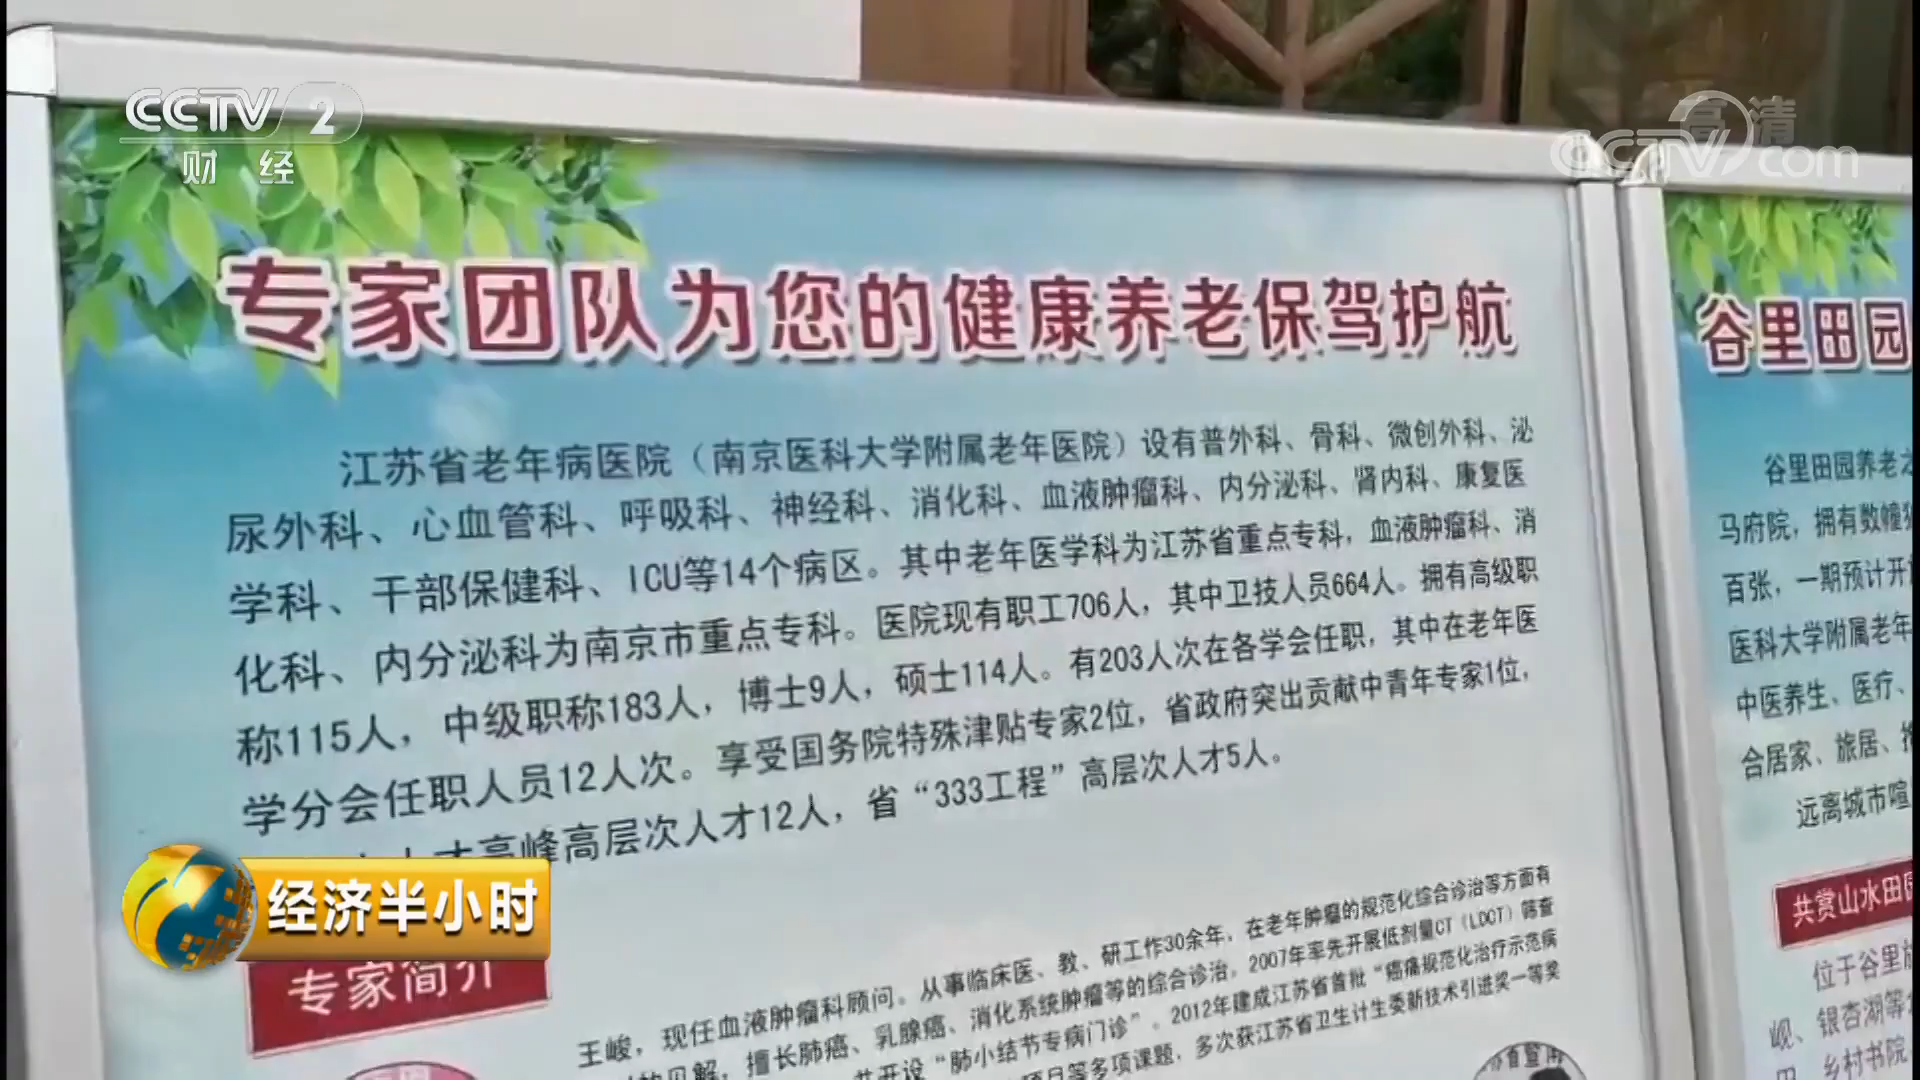 CCTV 2
财经
高清
CCTV.com
专家团队为您的健康养老保驾护航
江苏省老年病医院（南京医科大学附属老年医院）设有普外科、骨科、微创外科、泌
尿外科、心血管科、呼吸科、神经科、消化科、血液肿瘤科、内分泌科、肾内科、康复医
学科、干部保健科、ICU等14个病区。其中老年医学科为江苏省重点专科，血液肿瘤科、消
化科、内分泌科为南京市重点专科。医院现有职工706人，其中卫技人员664人。拥有高级职
称115人，中级职称183人，博士9人，硕士114人。有203人次在各学会任职，其中在老年医
学分会任职人员12人次。享受国务院特殊津贴专家2位，省政府突出贡献中青年专家1位，
人才高峰高层次人才12人，省“333工程”高层次人才5人。
专家简介
王峻，现任血液肿瘤科顾问。从事临床医、教、研工作30余年，在老年肿瘤的规范化综合诊治等方面有
见解，擅长肺癌、乳腺癌、消化系统肿瘤等的综合诊治，2007年率先开展低剂量CT（LDCT）筛查
开设“肺小结节专病门诊”。2012年建成江苏省首批“癌痛规范化治疗示范病
项目等多项课题，多次获江苏省卫生计生委新技术引进奖一等奖
谷里田园
谷里田园养老之
马府院，拥有数幢独
百张，一期预计开
医科大学附属老年
中医养生、医疗、
合居家、旅居、
远离城市喧
共赏山水田园
位于谷里
岘、银杏湖等
乡村书院
经济半小时